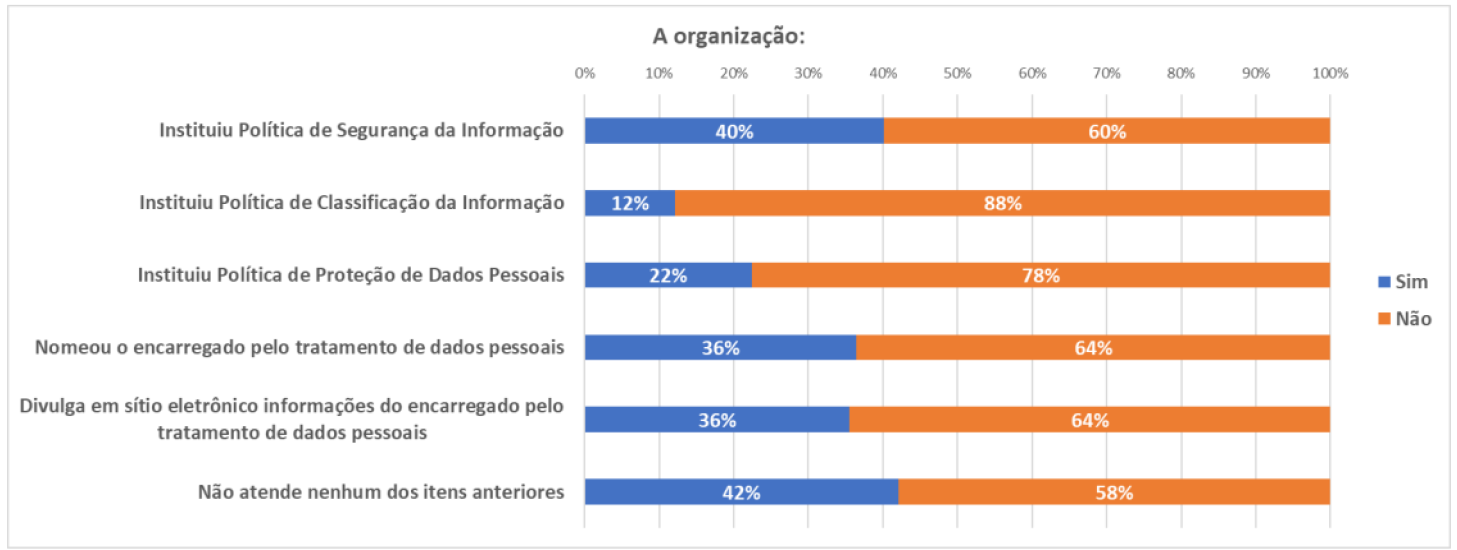 A organização:
0% 10% 20% 30% 40% 50% 60% 70% 80% 90% 100%
Instituiu Política de Segurança da Informação 40% 60%
Instituiu Política de Classificação da Informação 12% 88%
Instituiu Política de Proteção de Dados Pessoais 22% 78%
Sim
Não
Nomeou o encarregado pelo tratamento de dados pessoais 36% 64%
Divulga em sítio eletrônico informações do encarregado pelo
tratamento de dados pessoais 36% 64%
Não atende nenhum dos itens anteriores 42% 58%